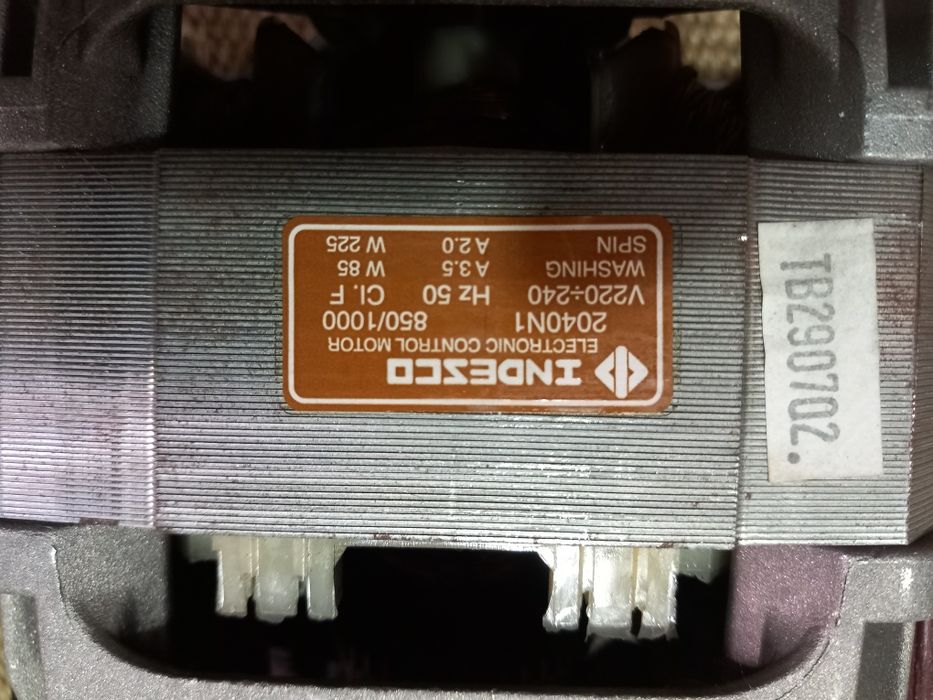 INDESCO
ELECTRONIC CONTROL MOTOR
2040N1 850/1000
V220÷240 Hz 50 Cl. F
WASHING A 3.5 W 85
SPIN A 2.0 W 225
TB290702.